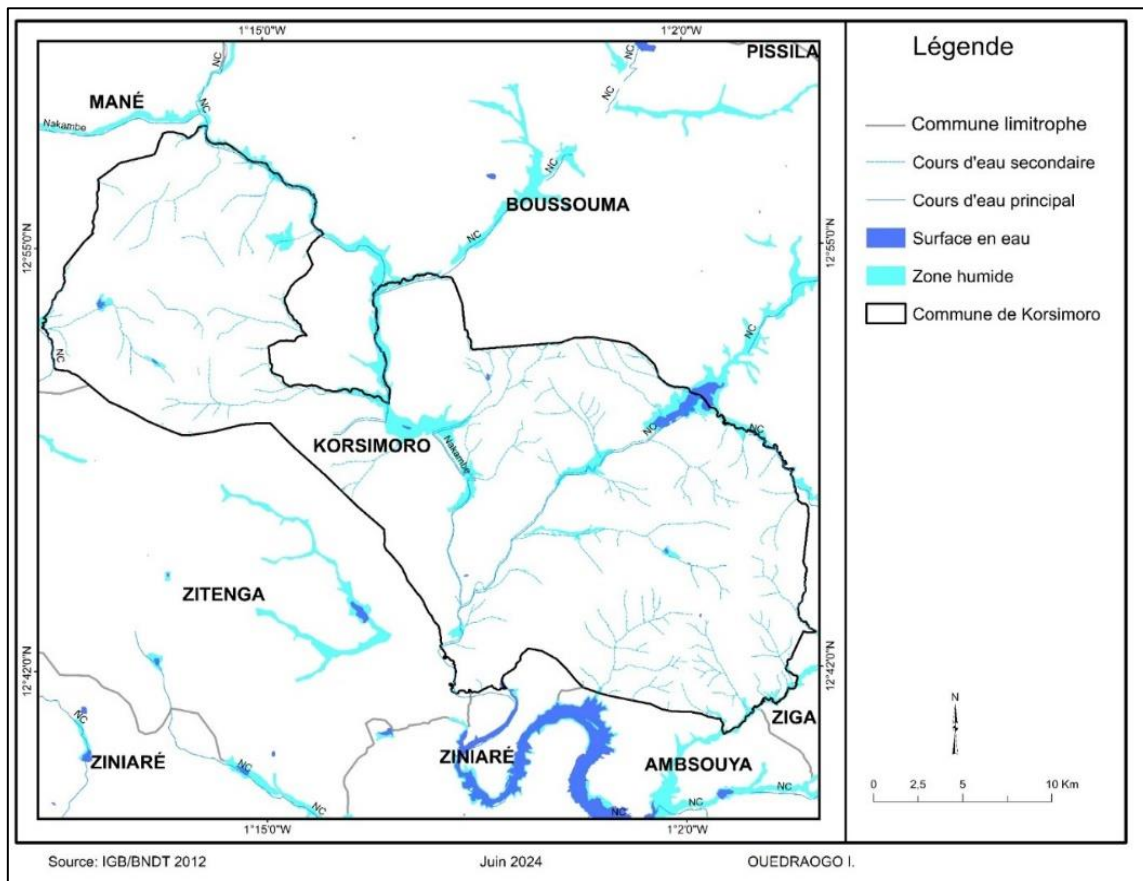 1°15'0"W
1°2'0"W
PISSILA
NC
NC
NC
MANÉ
NC
Nakambe
NC
BOUSSOUMA
NC
12°55'0"N
12°55'0"N
NC
NC
NC
NC
NC
KORSIMORO
Nakambe
ZITENGA
12°42'0"N
12°42'0"N
NC
ZIGA
ZINIARÉ
ZINIARÉ
AMBSOUYA
NC
NC
NC
NC
1°15'0"W
1°2'0"W
Légende
Commune limitrophe
Cours d'eau secondaire
Cours d'eau principal
Surface en eau
Zone humide
Commune de Korsimoro
N
0 2,5 5 10 Km
Source: IGB/BNDT 2012
Juin 2024
OUEDRAOGO I.